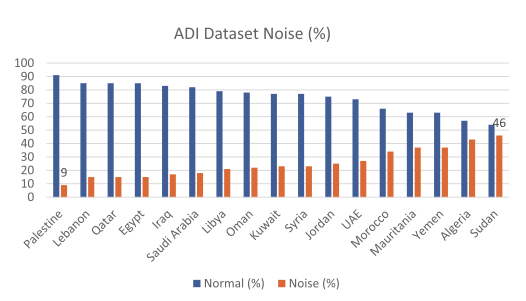 ADI Dataset Noise (%)
100
90
80
70
60
50
40
30
20
10
0
9
46
Palestine
Lebanon
Qatar
Egypt
Iraq
Saudi Arabia
Libya
Oman
Kuwait
Syria
Jordan
UAE
Morocco
Mauritania
Yemen
Algeria
Sudan
Normal (%) Noise (%)